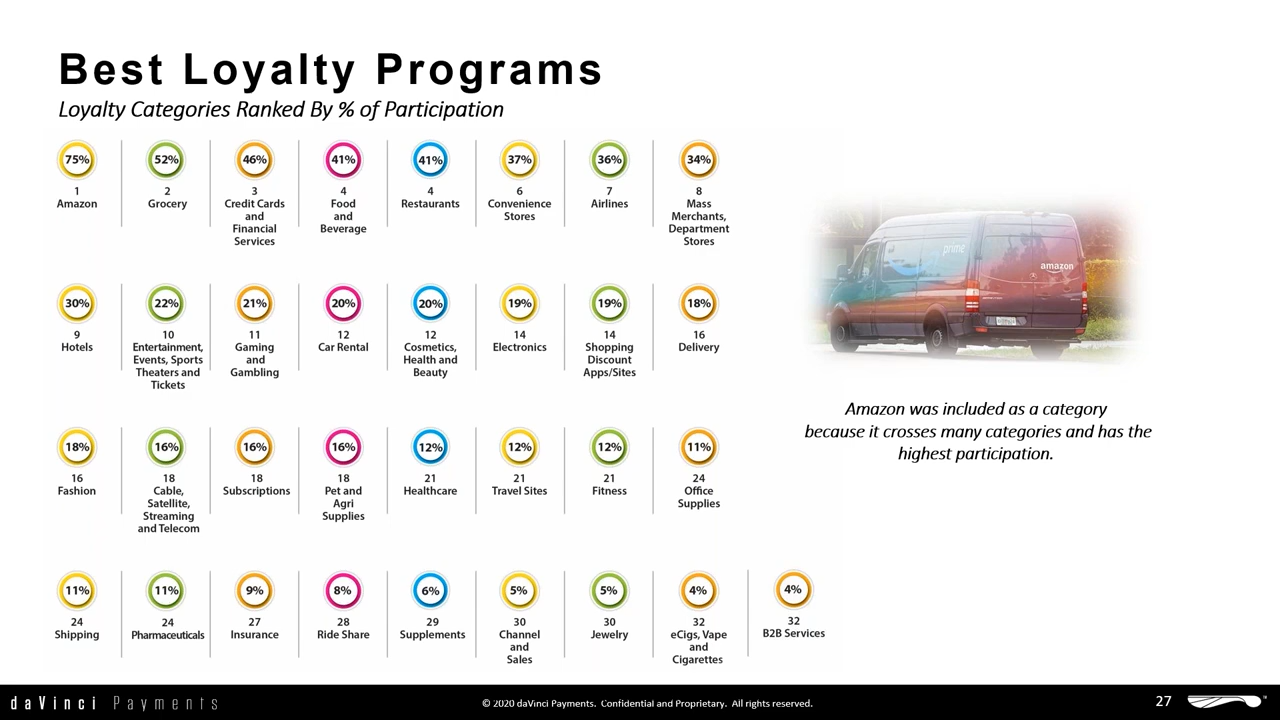 Best Loyalty Programs
Loyalty Categories Ranked By % of Participation
75%
1
Amazon
52%
2
Grocery
46%
3
Credit Cards
and
Financial
Services
41%
4
Food
and
Beverage
41%
4
Restaurants
37%
6
Convenience
Stores
36%
7
Airlines
34%
8
Mass
Merchants,
Department
Stores
30%
9
Hotels
22%
10
Entertainment,
Events, Sports
Theaters and
Tickets
21%
11
Gaming
and
Gambling
20%
12
Car Rental
20%
12
Cosmetics,
Health and
Beauty
19%
14
Electronics
19%
14
Shopping
Discount
Apps/Sites
18%
16
Delivery
18%
16
Fashion
16%
18
Cable,
Satellite,
Streaming
and Telecom
16%
18
Subscriptions
16%
18
Pet and
Agri
Supplies
12%
21
Healthcare
12%
21
Travel Sites
12%
21
Fitness
11%
24
Office
Supplies
11%
24
Shipping
11%
24
Pharmaceuticals
9%
27
Insurance
8%
28
Ride Share
6%
29
Supplements
5%
30
Channel
and
Sales
5%
30
Jewelry
4%
32
eCigs, Vape
and
Cigarettes
4%
32
B2B Services
prime
amazon
Amazon was included as a category
because it crosses many categories and has the
highest participation.
daVinci Payments
© 2020 daVinci Payments. Confidential and Proprietary. All rights reserved.
27